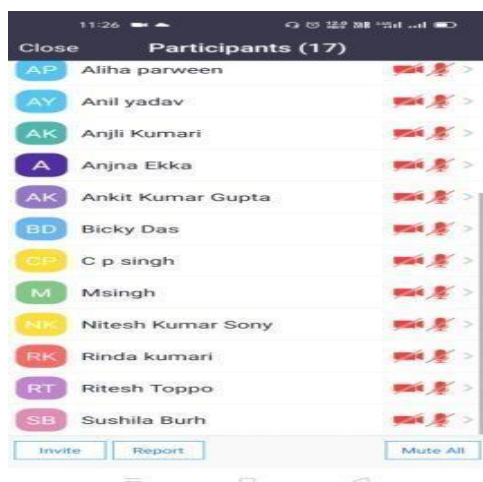 11:26
Close Participants (17)
AP Aliha parween
AY Anil yadav
AK Anjli Kumari
A Anjna Ekka
AK Ankit Kumar Gupta
BD Bicky Das
CP C p singh
M Msingh
NK Nitesh Kumar Sony
RK Rinda kumari
RT Ritesh Toppo
SB Sushila Burh
Invite Report Mute All